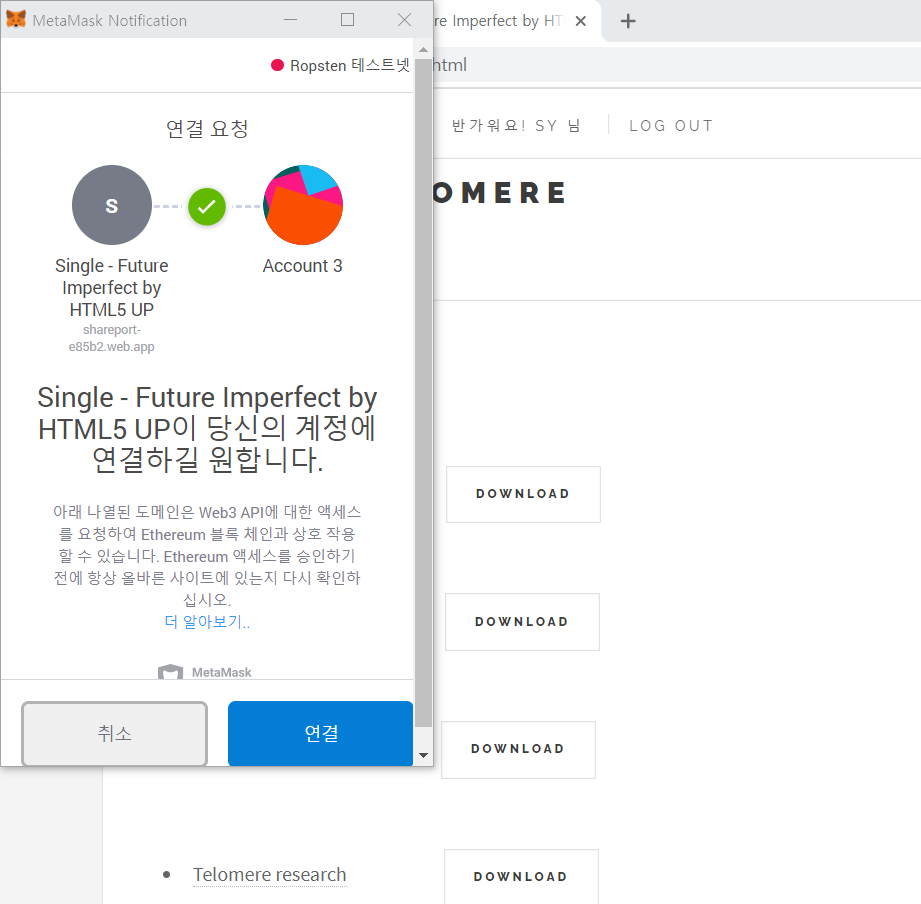 MetaMask Notification
re Imperfect by HT
Ropsten 테스트넷
html
연결 요청
반가워요! SY 님
LOG OUT
S
OMERE
Single - Future
Imperfect by
HTML5 UP
shareport-
e85b2.web.app
Account 3
Single - Future Imperfect by
HTML5 UP이 당신의 계정에
연결하길 원합니다.
아래 나열된 도메인은 Web3 API에 대한 액세스
를 요청하여 Ethereum 블록 체인과 상호 작용
할 수 있습니다. Ethereum 액세스를 승인하기
전에 항상 올바른 사이트에 있는지 다시 확인하
십시오.
더 알아보기..
MetaMask
취소
연결
DOWNLOAD
DOWNLOAD
DOWNLOAD
Telomere research
DOWNLOAD